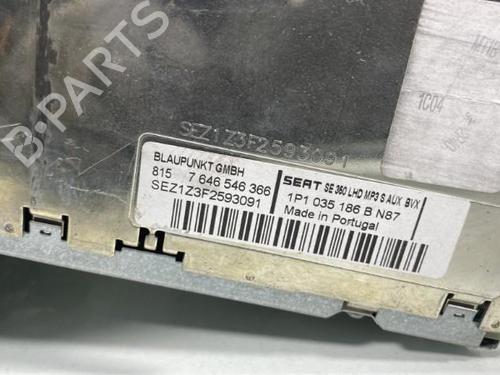 1C04
SEZ1Z3F2593091
BLAUPUNKT GMBH
815 7 646 546 366
SEZ1Z3F2593091
SEAT SE 360 LHD MP3 S AUX BVX
1P1 035 186 B N87
Made in Portugal